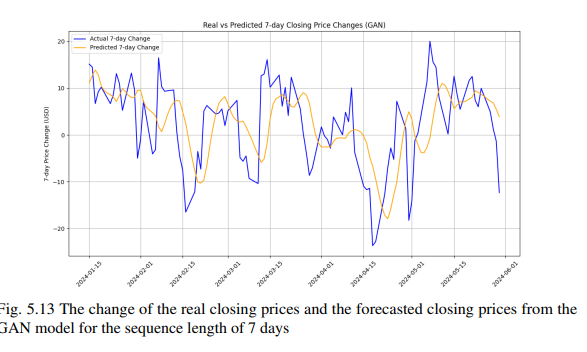 Real vs Predicted 7-day Closing Price Changes (GAN)
Actual 7-day Change
Predicted 7-day Change
7-day Price Change (USD)
20
10
0
−10
−20
2024-01-15
2024-02-01
2024-02-15
2024-03-01
2024-03-15
2024-04-01
2024-04-15
2024-05-01
2024-05-15
2024-06-01
Fig. 5.13 The change of the real closing prices and the forecasted closing prices from the
GAN model for the sequence length of 7 days